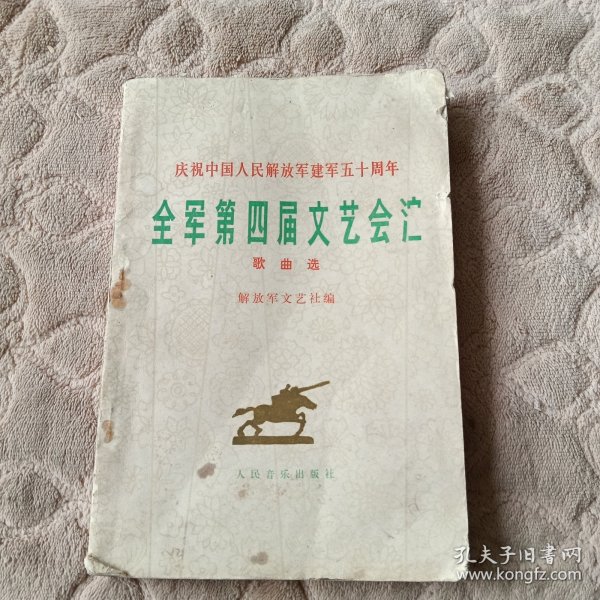 庆祝中国人民解放军建军五十周年
全军第四届文艺会汇
歌曲选
解放军文艺社编
人民音乐出版社
孔夫子旧书网
www.kongfz.com